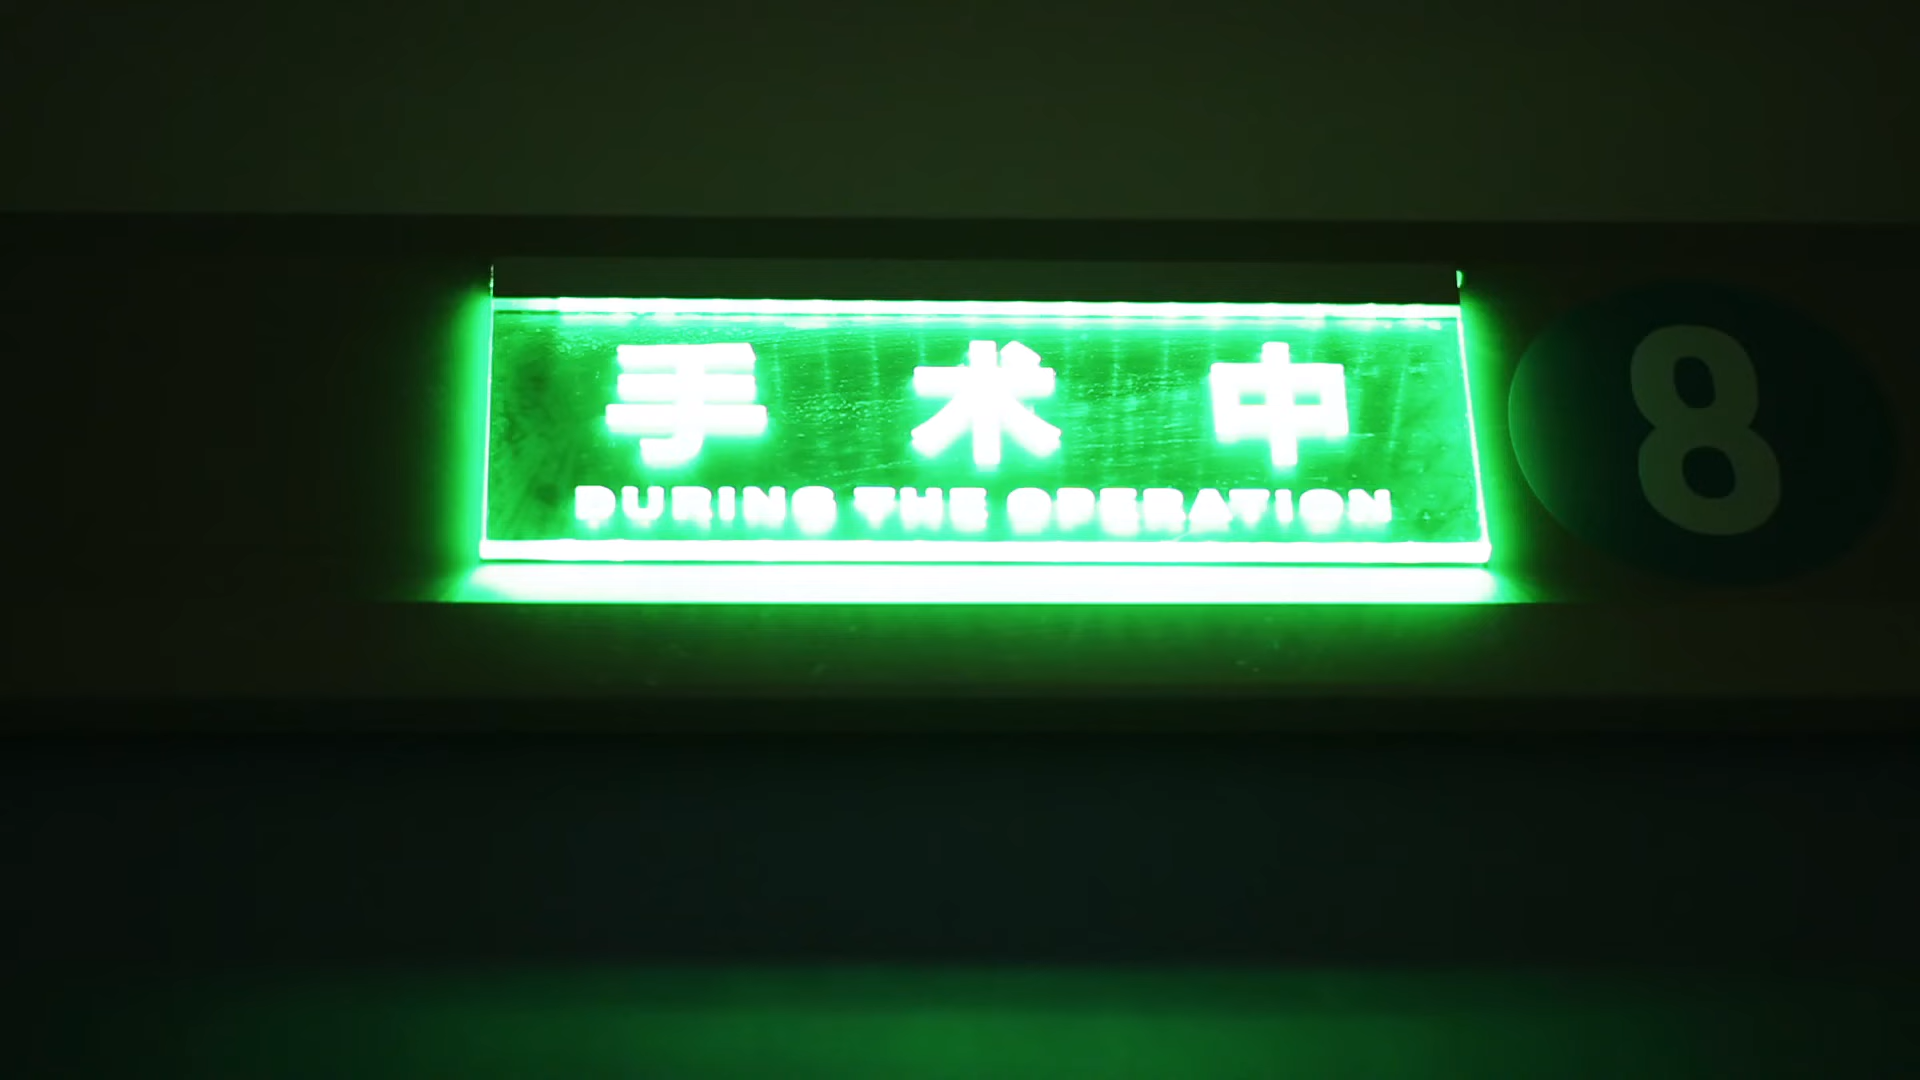 手术中
DURING THE OPERATION
8